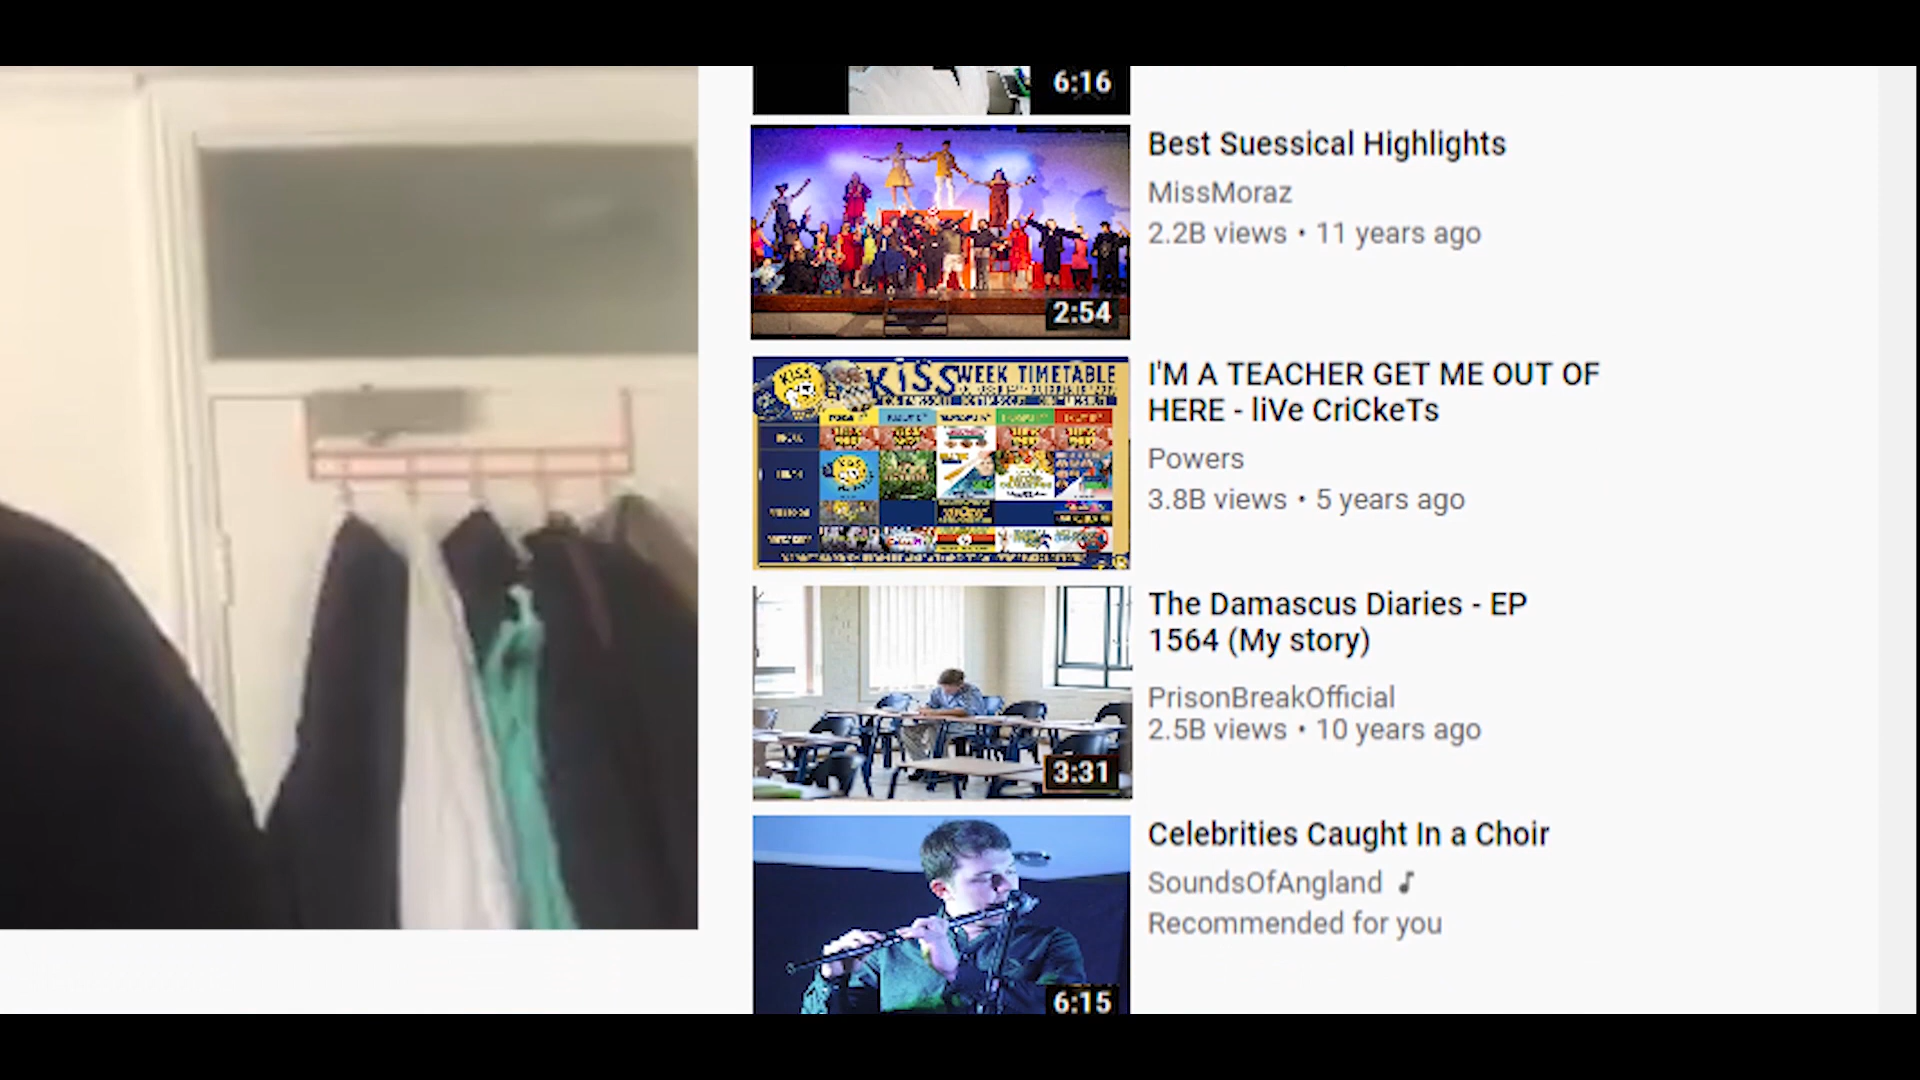 6:16
Best Suessical Highlights
MissMoraz
2.2B views • 11 years ago
2:54
KISS WEEK TIMETABLE
I'M A TEACHER GET ME OUT OF
HERE - liVe CriCkeTs
Powers
3.8B views • 5 years ago
The Damascus Diaries - EP
1564 (My story)
PrisonBreakOfficial
2.5B views • 10 years ago
3:31
Celebrities Caught In a Choir
SoundsOfAngland ♪
Recommended for you
6:15